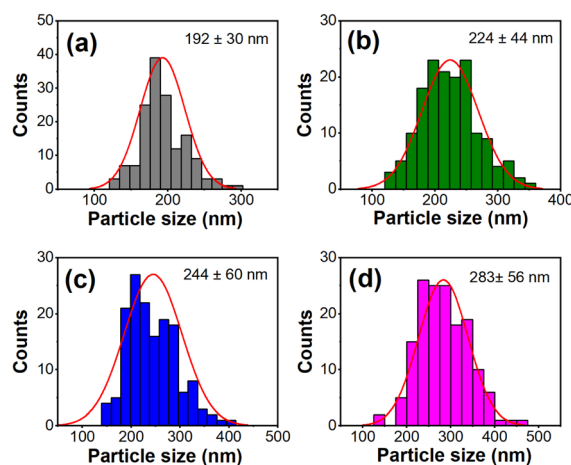 (a)
192 ± 30 nm
50
40
30
20
10
0
Counts
100
200
300
Particle size (nm)
(b)
224 ± 44 nm
30
20
10
0
Counts
100
200
300
400
Particle size (nm)
(c)
244 ± 60 nm
30
20
10
0
Counts
100
200
300
400
500
Particle size (nm)
(d)
283± 56 nm
30
20
10
0
Counts
100
200
300
400
500
Particle size (nm)